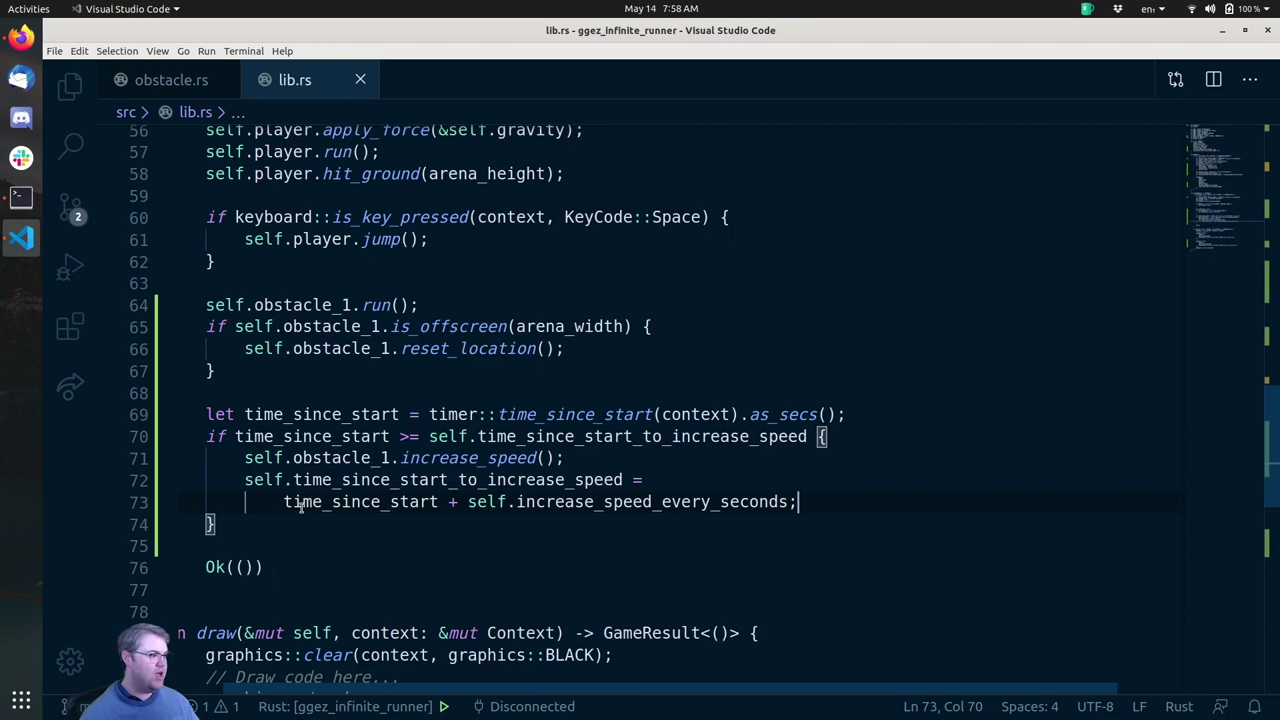 Activities Visual Studio Code May 14 7:58 AM en 100 %
lib.rs - ggez_infinite_runner - Visual Studio Code
File Edit Selection View Go Run Terminal Help
obstacle.rs lib.rs
src > lib.rs > ...
56 self.player.apply_force(&self.gravity);
57 self.player.run();
58 self.player.hit_ground(arena_height);
59
60 if keyboard::is_key_pressed(context, KeyCode::Space) {
61 self.player.jump();
62 }
63
64 self.obstacle_1.run();
65 if self.obstacle_1.is_offscreen(arena_width) {
66 self.obstacle_1.reset_location();
67 }
68
69 let time_since_start = timer::time_since_start(context).as_secs();
70 if time_since_start >= self.time_since_start_to_increase_speed {
71 self.obstacle_1.increase_speed();
72 self.time_since_start_to_increase_speed =
73 time_since_start + self.increase_speed_every_seconds;
74 }
75
76 Ok(())
77
78
n draw(&mut self, context: &mut Context) -> GameResult<()> {
graphics::clear(context, graphics::BLACK);
// Draw code here...
2
1 1 Rust: [ggez_infinite_runner] Disconnected Ln 73, Col 70 Spaces: 4 UTF-8 LF Rust